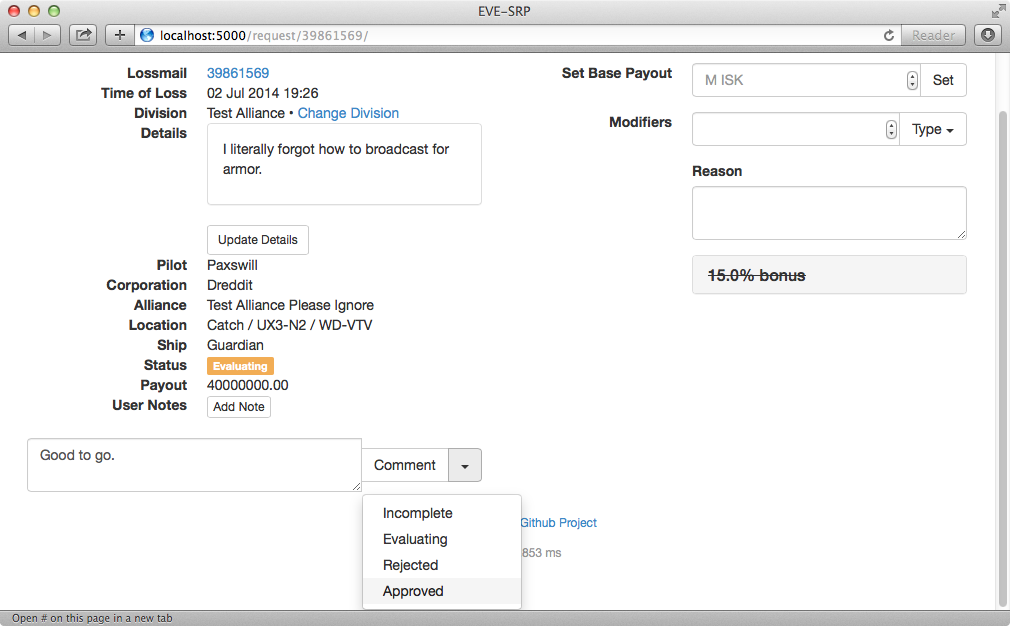 EVE-SRP
localhost:5000/request/39861569/
Reader
Lossmail 39861569
Time of Loss 02 Jul 2014 19:26
Division Test Alliance • Change Division
Details
I literally forgot how to broadcast for
armor.
Update Details
Pilot Paxswill
Corporation Dreddit
Alliance Test Alliance Please Ignore
Location Catch / UX3-N2 / WD-VTV
Ship Guardian
Status Evaluating
Payout 40000000.00
User Notes Add Note
Set Base Payout M ISK Set
Modifiers Type
Reason
15.0% bonus
Good to go.
Comment
Incomplete
Evaluating
Rejected
Approved
Github Project
853 ms
Open # on this page in a new tab